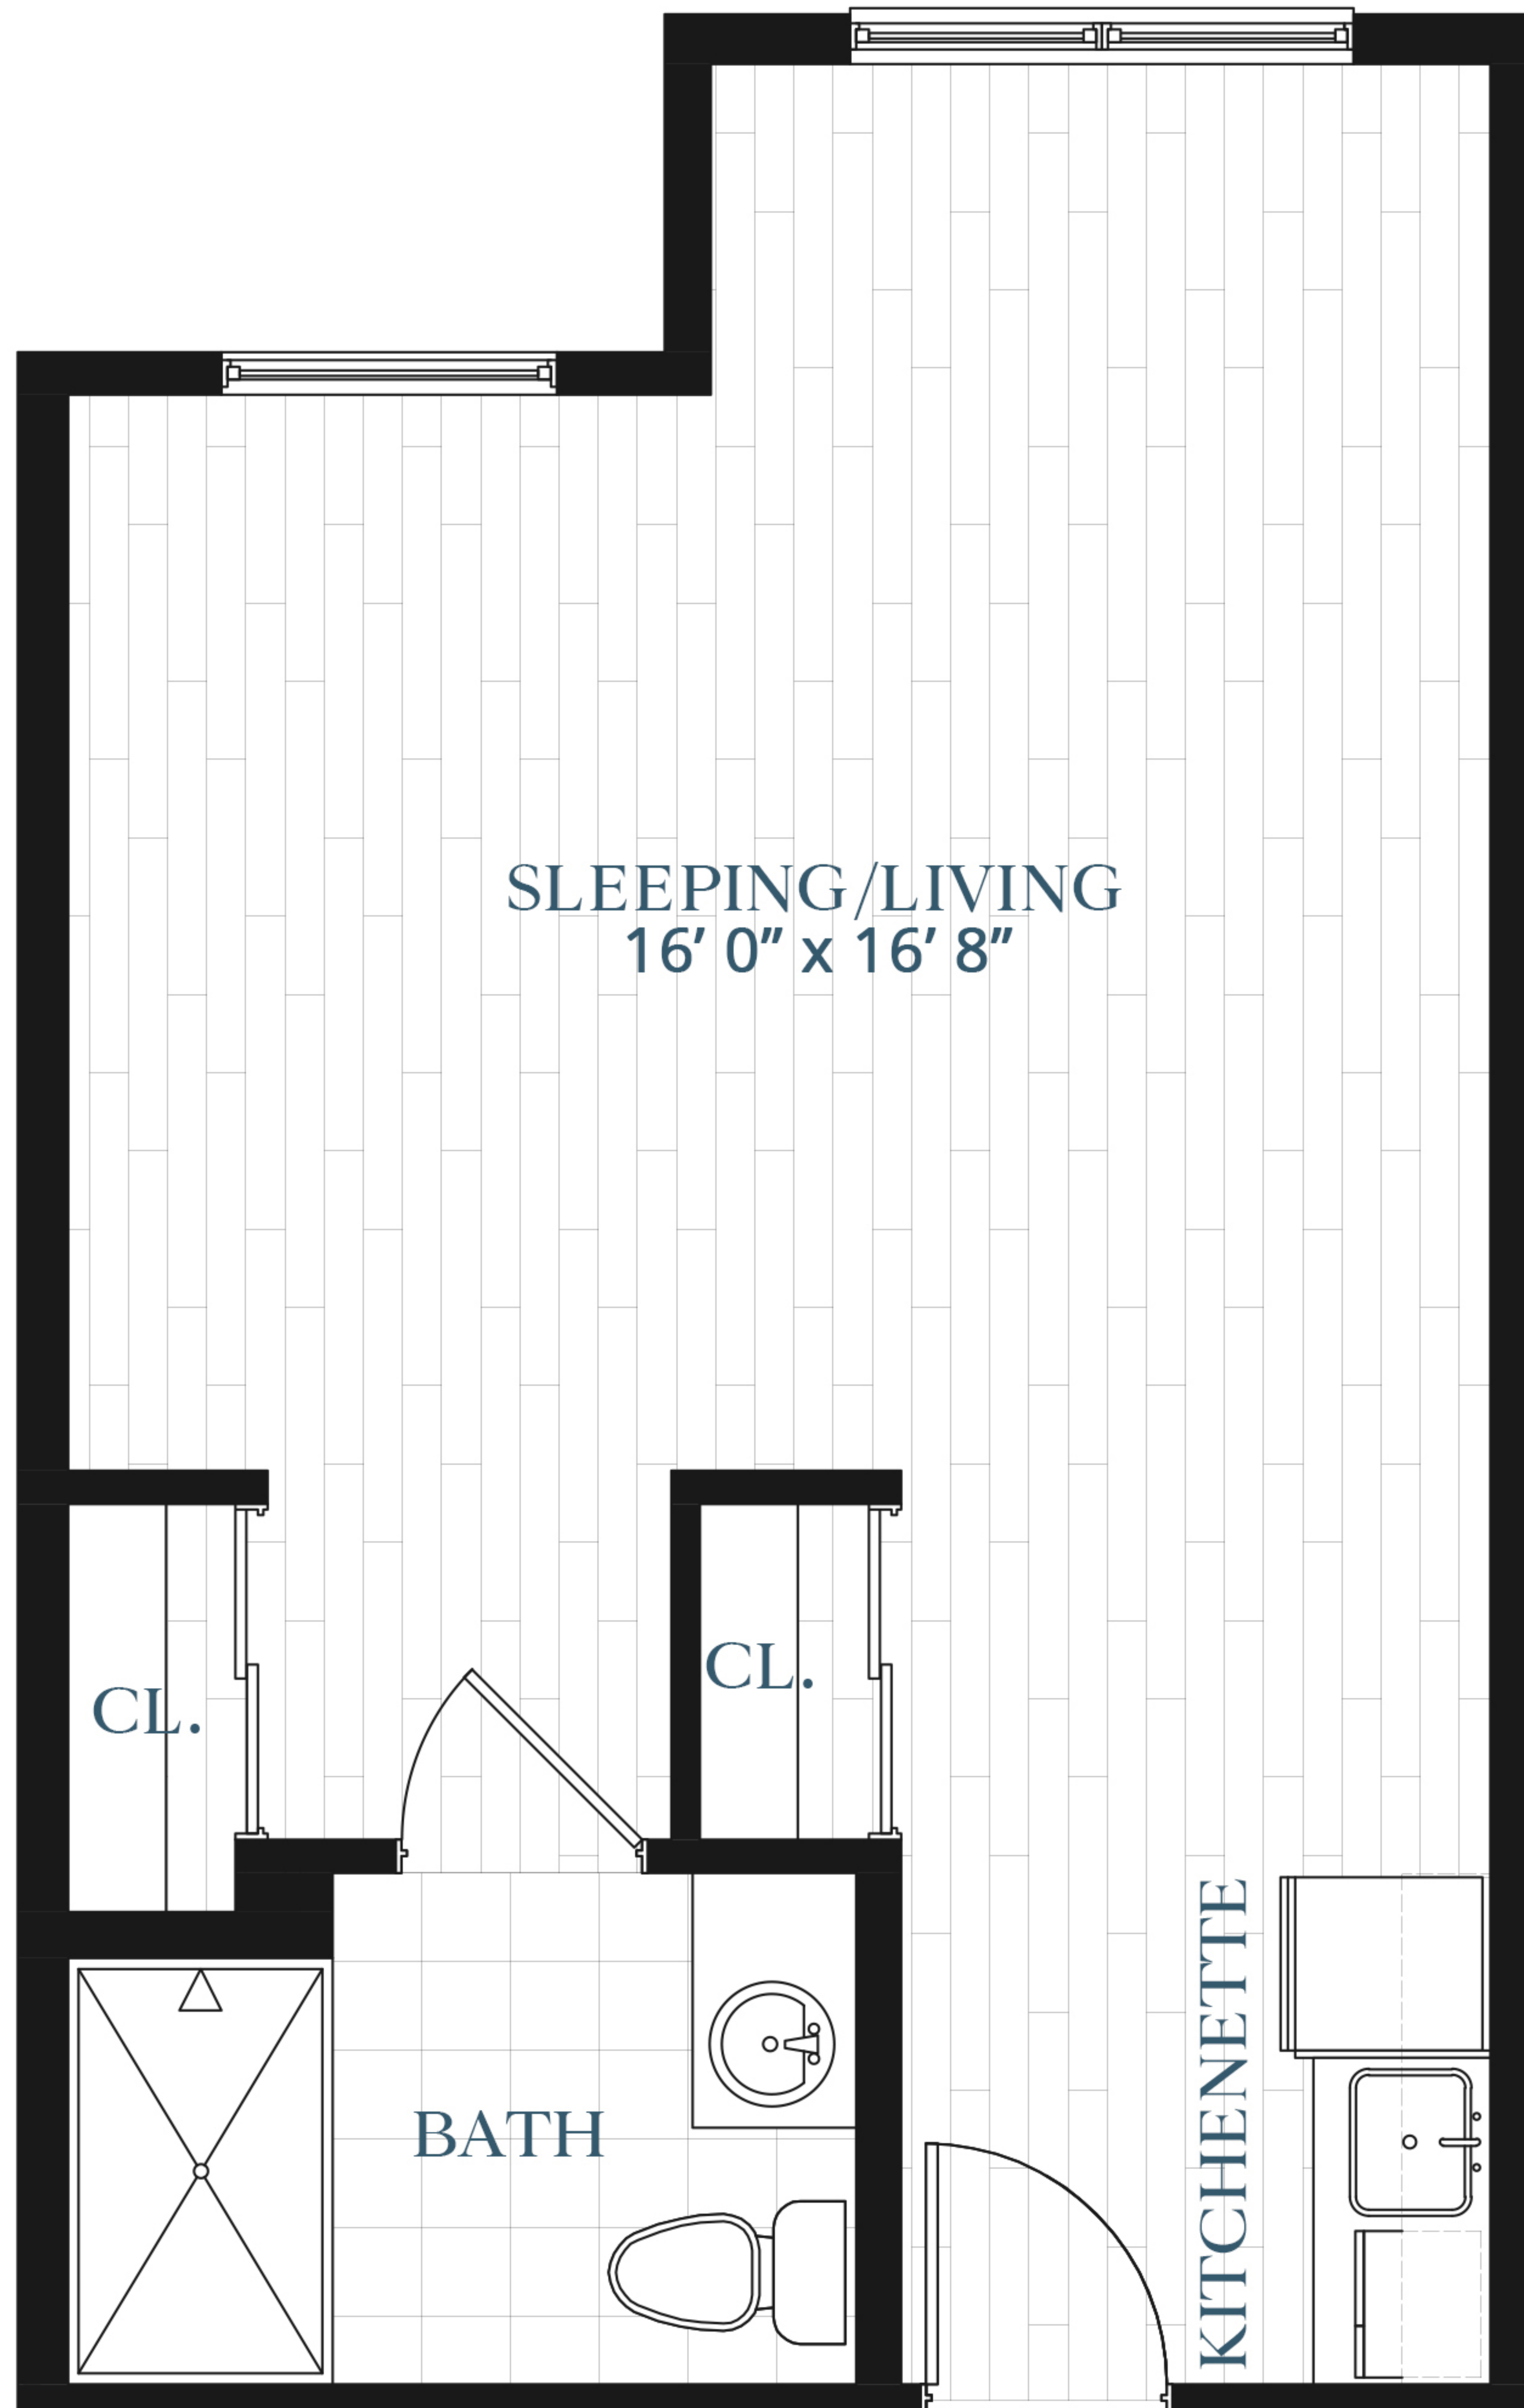 SLEEPING/LIVING
16’ 0” x 16’ 8”
CL.
CL.
KITCHENETTE
BATH